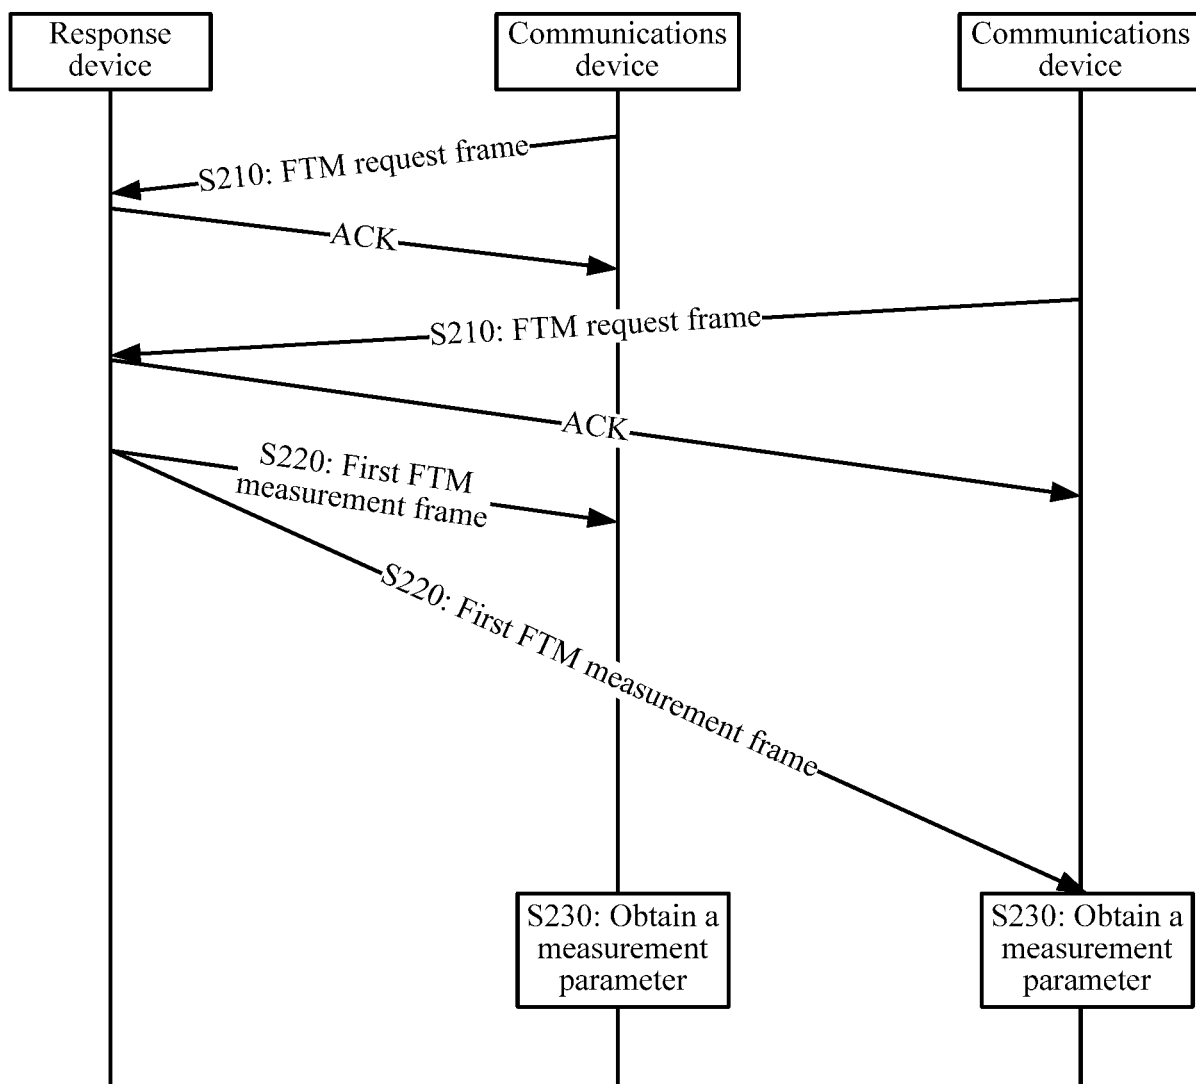 Response
device
Communications
device
Communications
device
S210: FTM request frame
ACK
S210: FTM request frame
ACK
S220: First FTM
measurement frame
S220: First FTM measurement frame
S230: Obtain a
measurement
parameter
S230: Obtain a
measurement
parameter